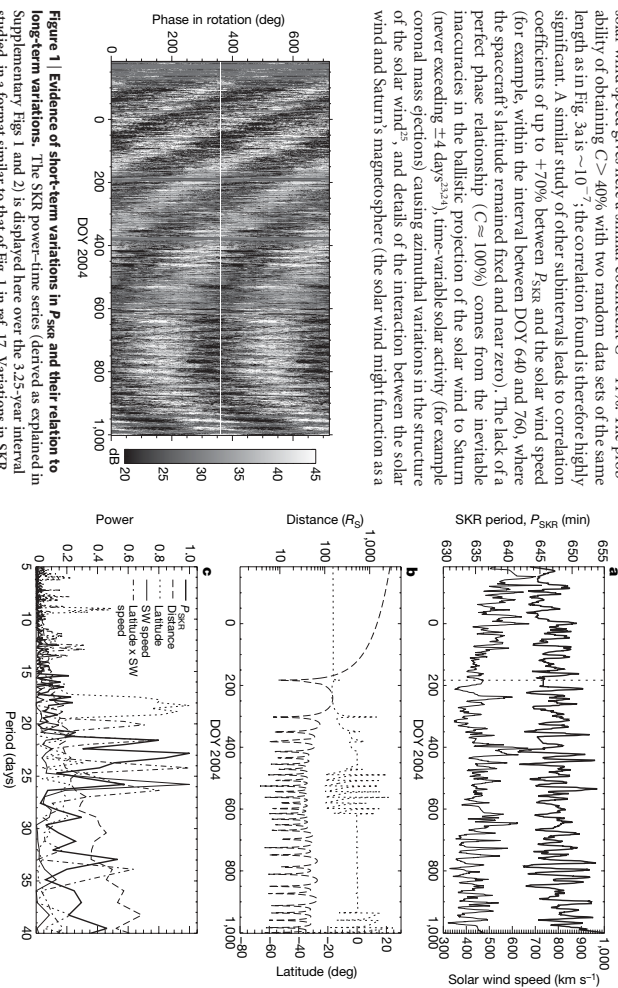 solar wind speed gives here a similar coefficient The prob-
ability of obtaining C > 40% with two random data sets of the same
length as in Fig. 3a is ~10⁻⁷; the correlation found is therefore highly
significant. A similar study of other subintervals leads to correlation
coefficients of up to +70% between P_SKR and the solar wind speed
(for example, within the interval between DOY 640 and 760, where
the spacecraft's latitude remained fixed and near zero). The lack of a
perfect phase relationship (C ≈ 100%) comes from the inevitable
inaccuracies in the ballistic projection of the solar wind to Saturn
(never exceeding ±4 days²³,²⁴), time-variable solar activity (for example
coronal mass ejections) causing azimuthal variations in the structure
of the solar wind²⁵, and details of the interaction between the solar
wind and Saturn's magnetosphere (the solar wind might function as a
Phase in rotation (deg)
0 200 400 600
0 200 400 600 800 1,000
DOY 2004
dB
20 25 30 35 40 45
Figure 1 | Evidence of short-term variations in P_SKR and their relation to
long-term variations. The SKR power–time series (derived as explained in
Supplementary Figs 1 and 2) is displayed here over the 3.25-year interval
studied, in a format similar to that of Fig. 1 in ref. 17. Variations in SKR
a
SKR period, P_SKR (min)
630 635 640 645 650 655
0 200 400 600 800 1,000
DOY 2004
300 400 500 600 700 800 900 1,000
Solar wind speed (km s⁻¹)
b
Distance (R_S)
10 100 1,000
0 200 400 600 800 1,000
DOY 2004
-80 -60 -40 -20 0 20
Latitude (deg)
c
Power
0 0.2 0.4 0.6 0.8 1.0
P_SKR
Distance
Latitude
SW speed
Latitude x SW
speed
5 10 15 20 25 30 35 40
Period (days)